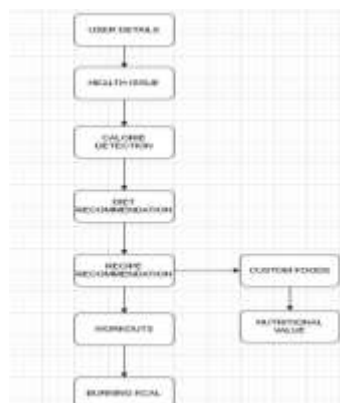 USER DETAILS
HEALTH ISSUE
CALORIE
DETECTION
DIET
RECOMMENDATION
RECIPE
RECOMMENDATION
CUSTOM FOODS
WORKOUTS
NUTRITIONAL
VALUE
BURNING KCAL